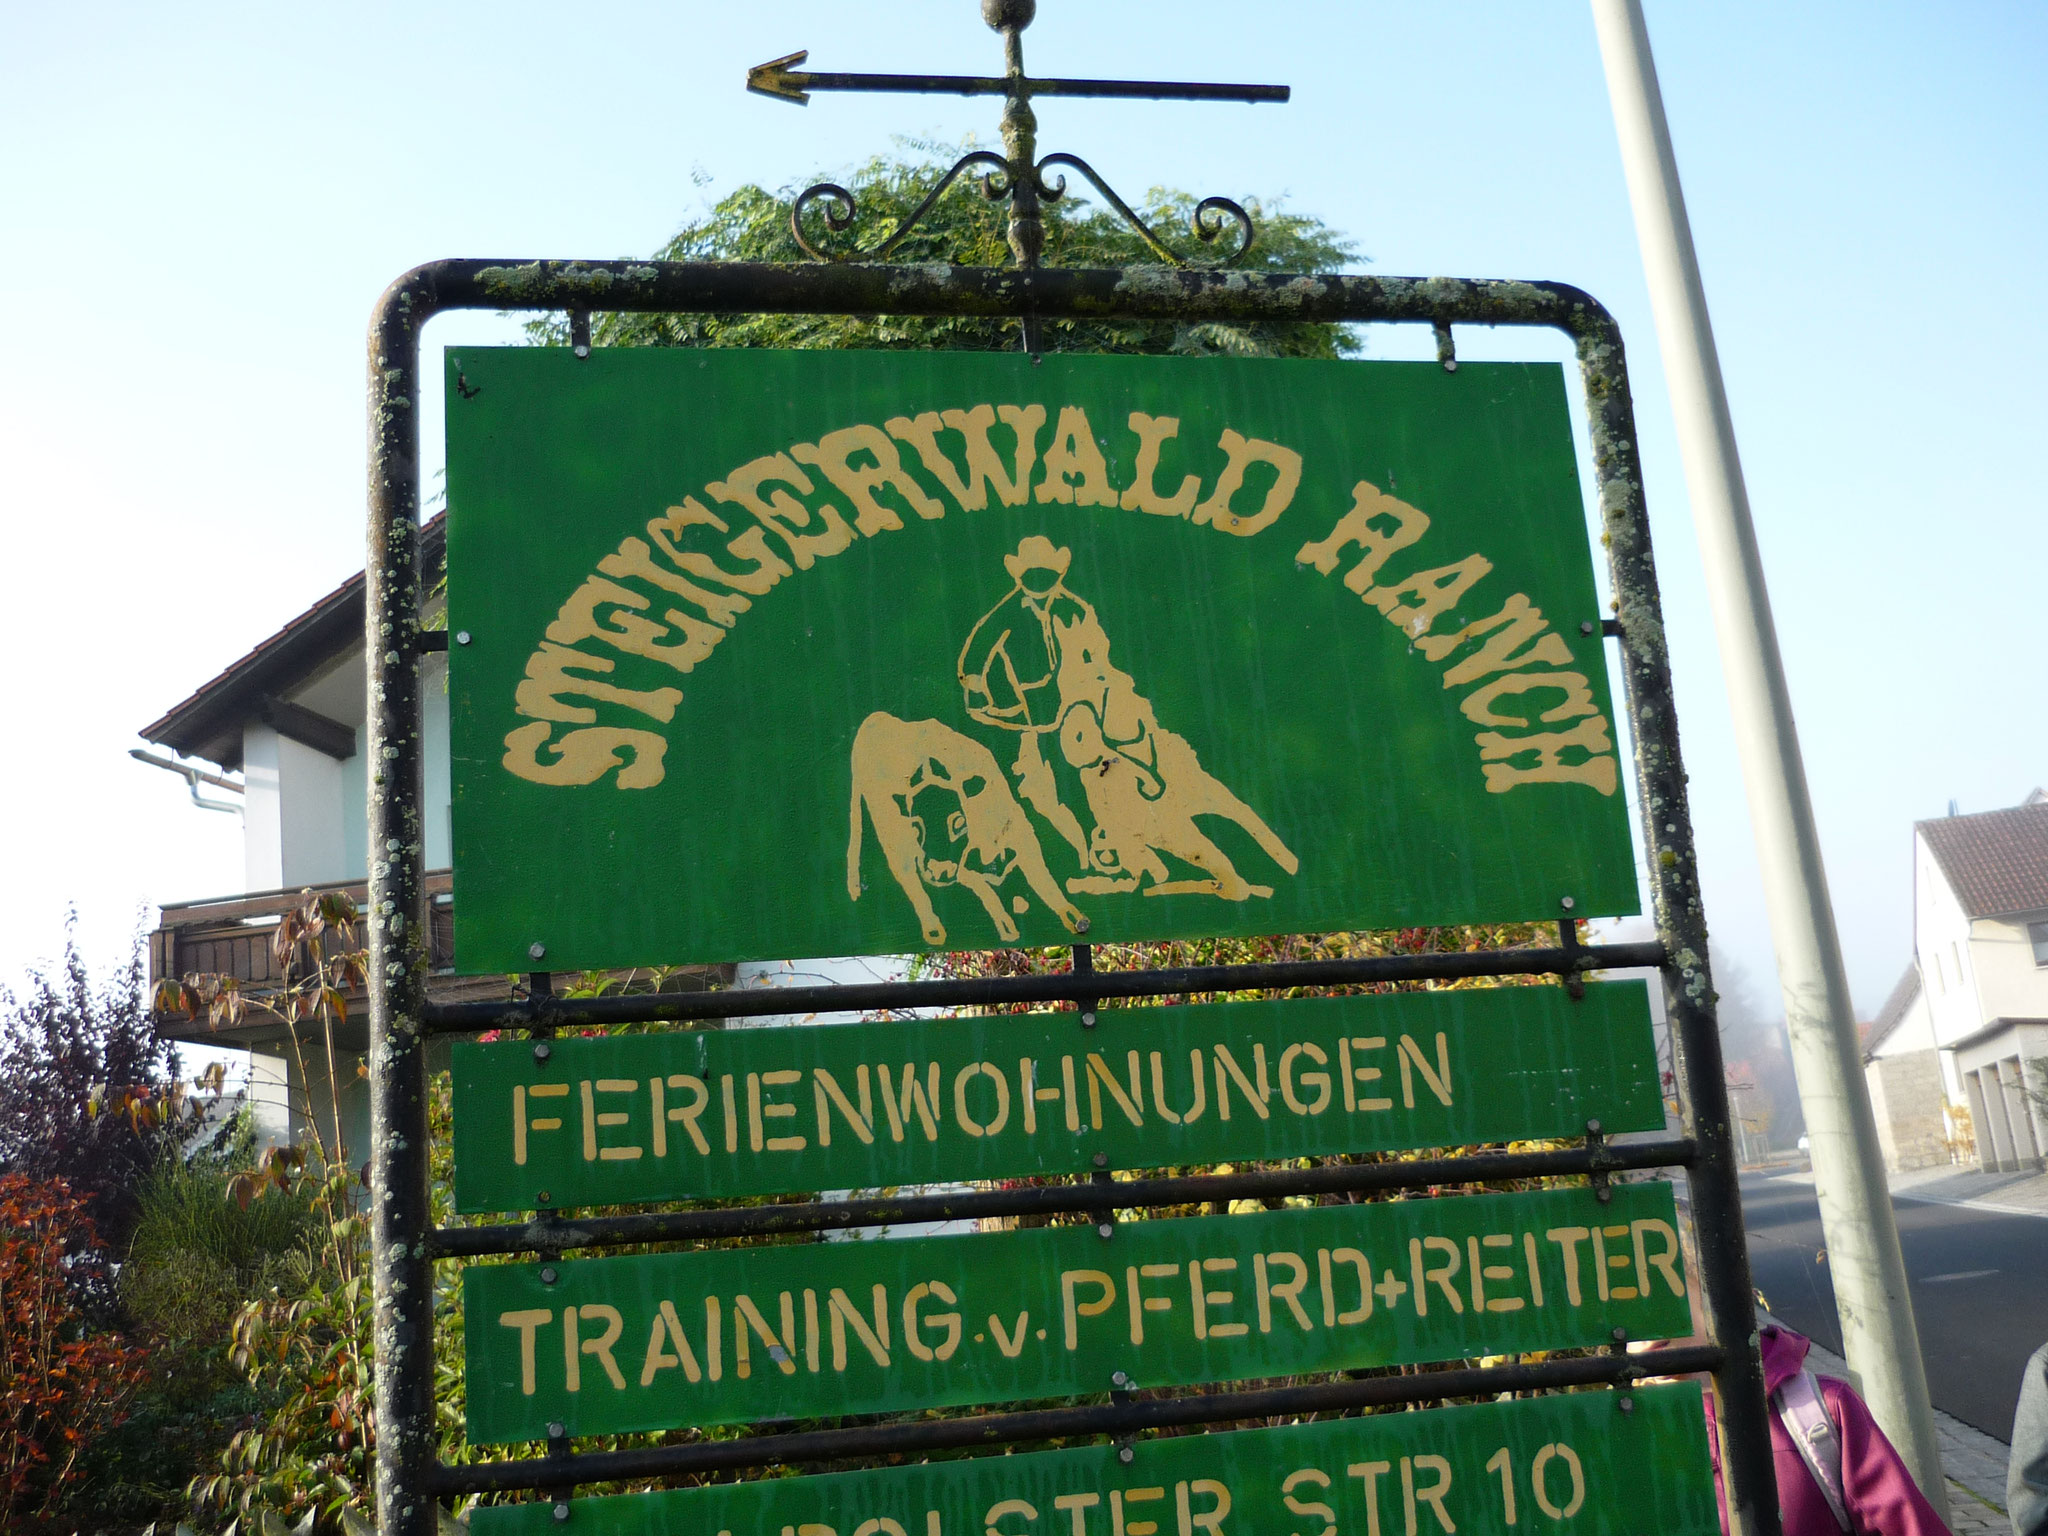 STEIGERWALD RANCH
FERIENWOHNUNGEN
TRAINING · v. PFERD+REITER
STR 10